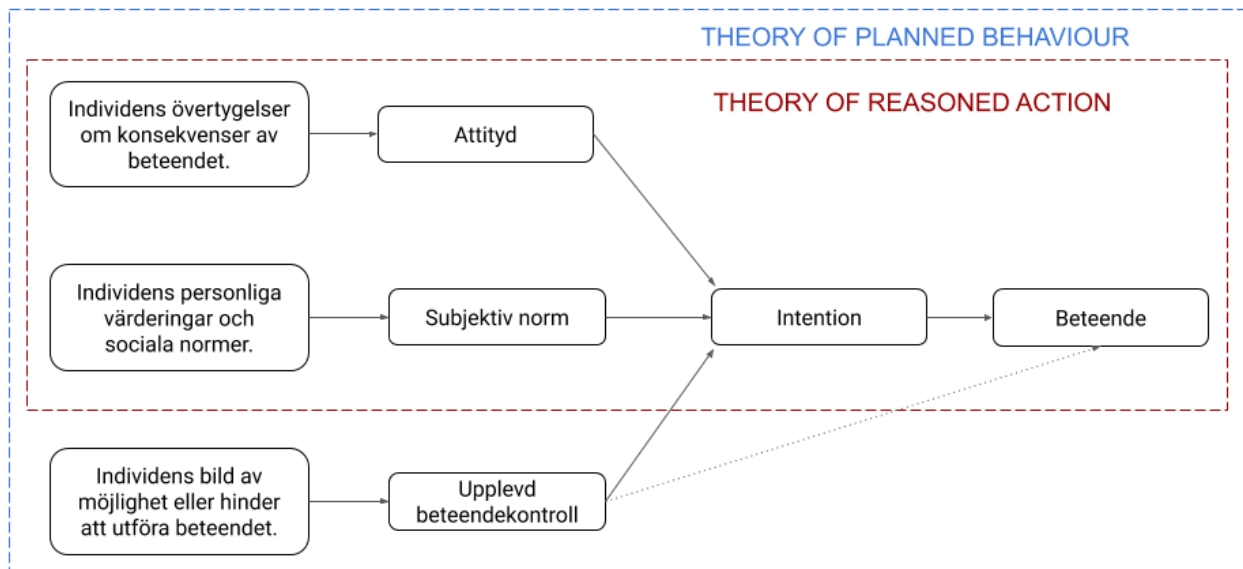 THEORY OF PLANNED BEHAVIOUR
THEORY OF REASONED ACTION
Individens övertygelser
om konsekvenser av
beteendet.
Attityd
Individens personliga
värderingar och
sociala normer.
Subjektiv norm
Intention
Beteende
Individens bild av
möjlighet eller hinder
att utföra beteendet.
Upplevd
beteendekontroll